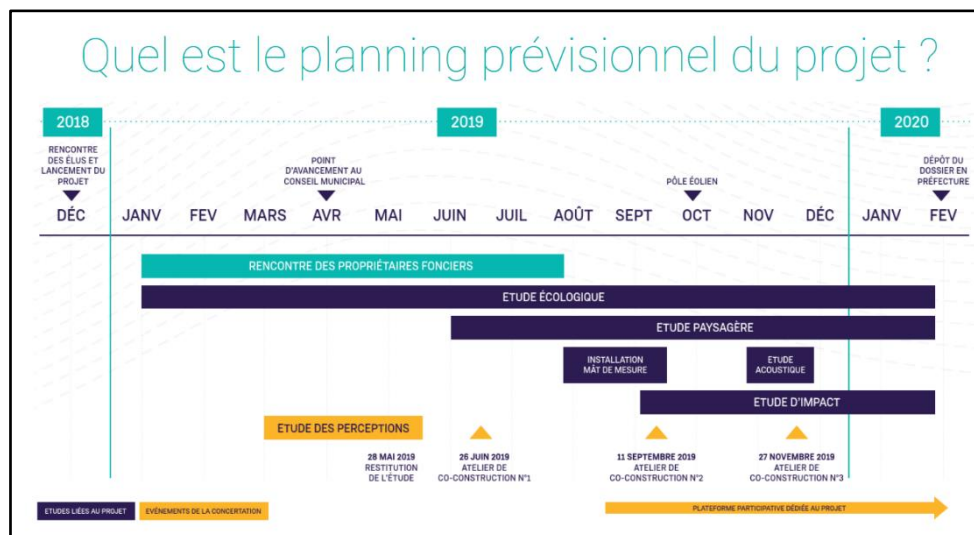 Quel est le planning prévisionnel du projet ?
2018
2019
2020
RENCONTRE
DES ÉLUS ET
LANCEMENT DU
PROJET
POINT
D'AVANCEMENT AU
CONSEIL MUNICIPAL
PÔLE ÉOLIEN
DÉPÔT DU
DOSSIER EN
PRÉFECTURE
DÉC JANV FEV MARS AVR MAI JUIN JUIL AOÛT SEPT OCT NOV DÉC JANV FEV
RENCONTRE DES PROPRIÉTAIRES FONCIERS
ETUDE ÉCOLOGIQUE
ETUDE PAYSAGÈRE
INSTALLATION
MÂT DE MESURE
ETUDE
ACOUSTIQUE
ETUDE D'IMPACT
ETUDE DES PERCEPTIONS
28 MAI 2019
RESTITUTION
DE L'ÉTUDE
26 JUIN 2019
ATELIER DE
CO-CONSTRUCTION N°1
11 SEPTEMBRE 2019
ATELIER DE
CO-CONSTRUCTION N°2
27 NOVEMBRE 2019
ATELIER DE
CO-CONSTRUCTION N°3
ETUDES LIÉES AU PROJET
EVÉNEMENTS DE LA CONCERTATION
PLATEFORME PARTICIPATIVE DÉDIÉE AU PROJET